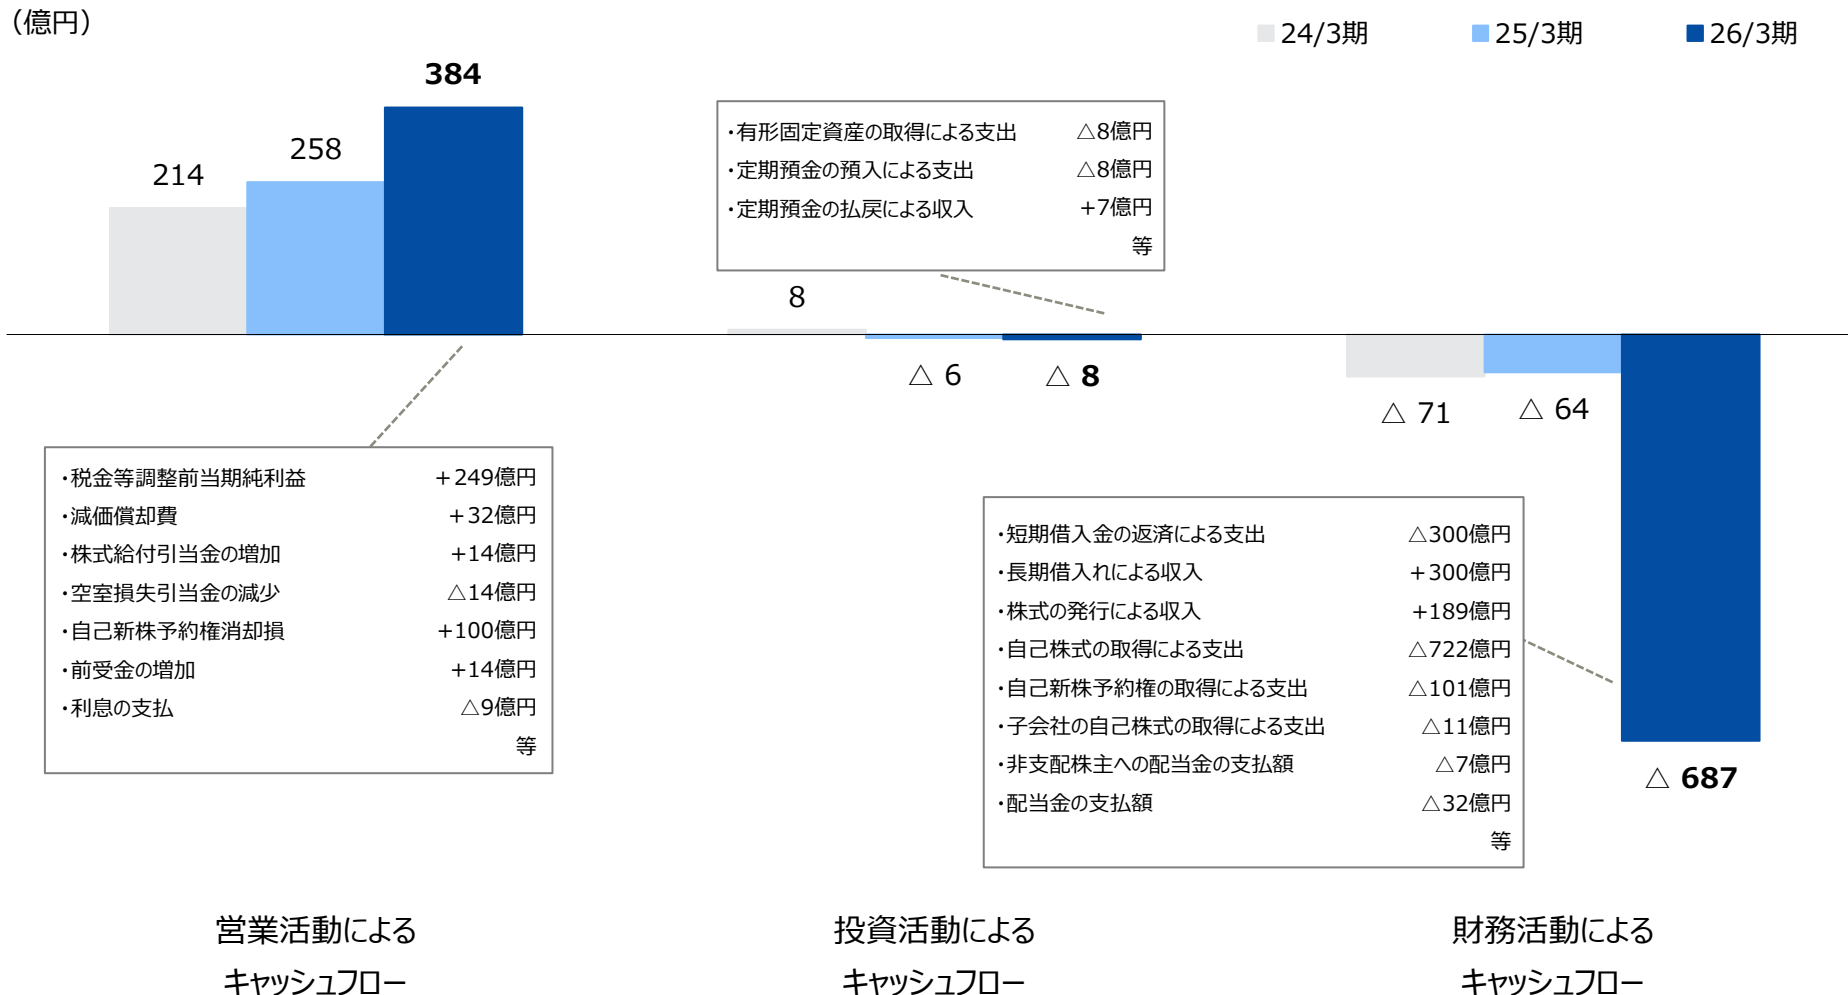 （億円）
24/3期 25/3期 26/3期
384
258
214
・有形固定資産の取得による支出 △8億円
・定期預金の預入による支出 △8億円
・定期預金の払戻による収入 +7億円
等
8
△ 6 △ 8
△ 71 △ 64
△ 687
・税金等調整前当期純利益 +249億円
・減価償却費 +32億円
・株式給付引当金の増加 +14億円
・空室損失引当金の減少 △14億円
・自己新株予約権消却損 +100億円
・前受金の増加 +14億円
・利息の支払 △9億円
等
・短期借入金の返済による支出 △300億円
・長期借入れによる収入 +300億円
・株式の発行による収入 +189億円
・自己株式の取得による支出 △722億円
・自己新株予約権の取得による支出 △101億円
・子会社の自己株式の取得による支出 △11億円
・非支配株主への配当金の支払額 △7億円
・配当金の支払額 △32億円
等
営業活動による
キャッシュフロー
投資活動による
キャッシュフロー
財務活動による
キャッシュフロー